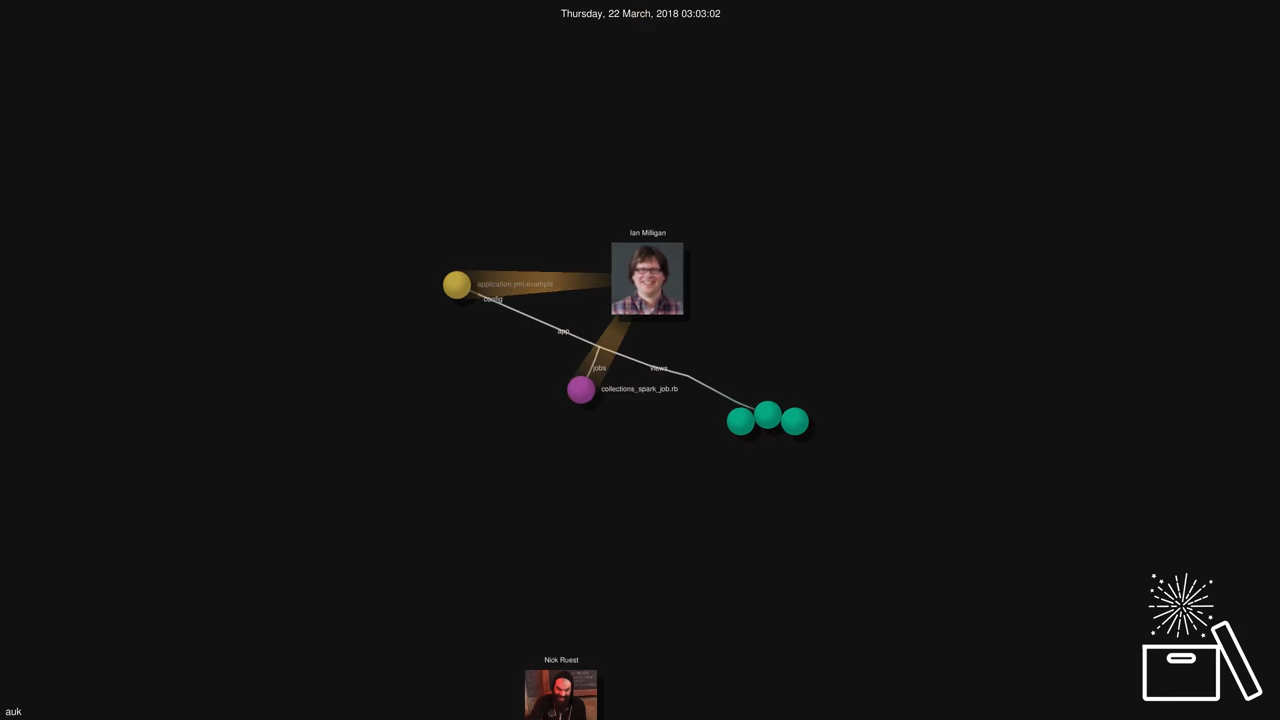 Thursday, 22 March, 2018 03:03:02
Ian Milligan
application.yml.example
config
app
jobs
views
collections_spark_job.rb
Nick Ruest
auk